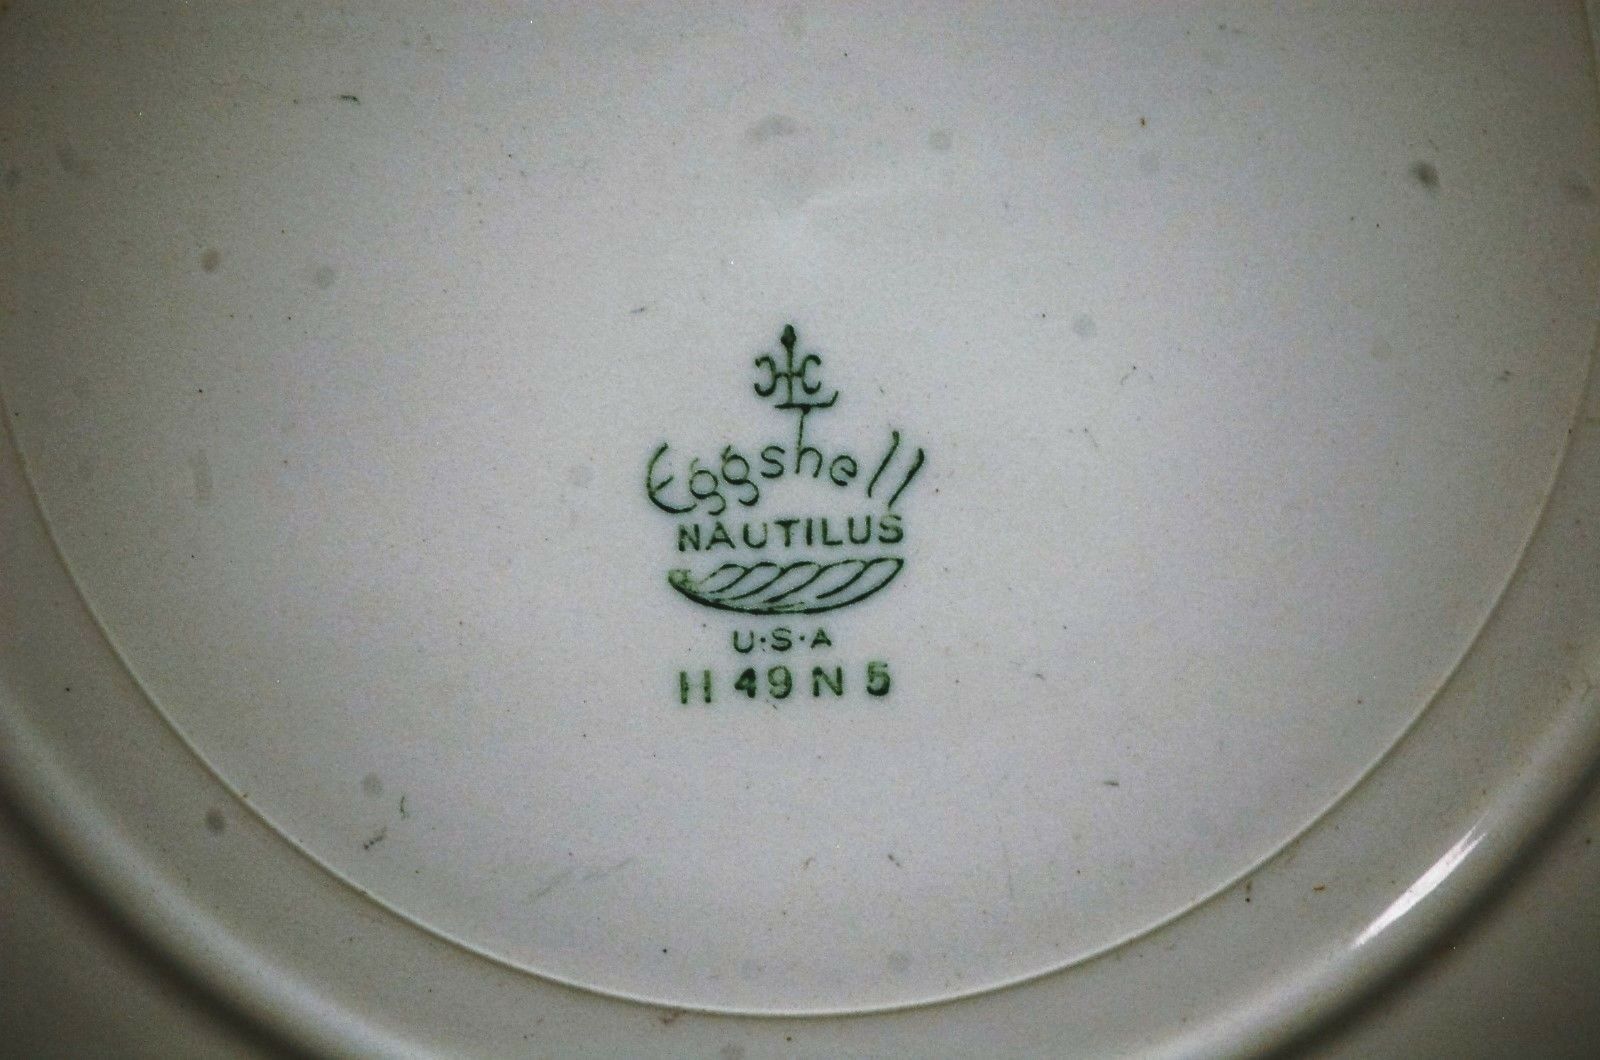 HLC
Eggshell
NAUTILUS
U·S·A
H 49 N 5